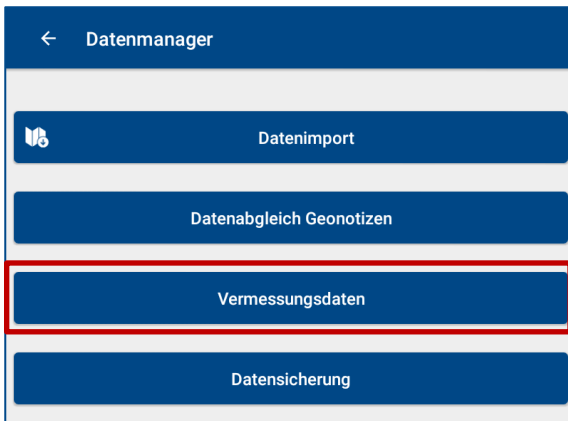 Datenmanager
Datenimport
Datenabgleich Geonotizen
Vermessungsdaten
Datensicherung